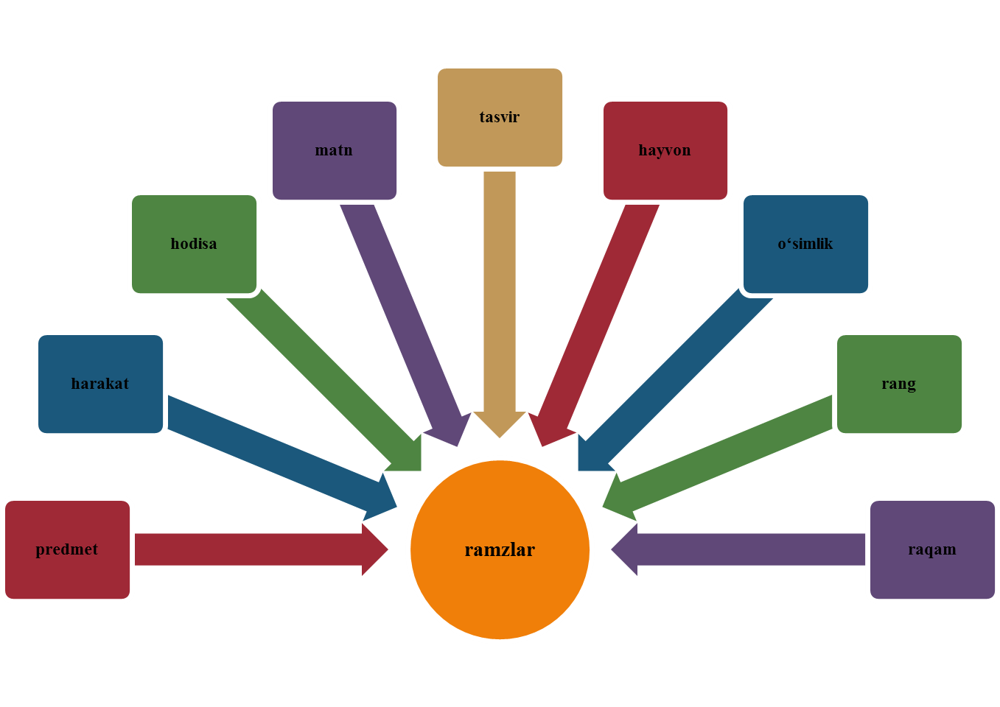 tasvir
matn
hayvon
hodisa
o‘simlik
harakat
rang
predmet
ramzlar
raqam